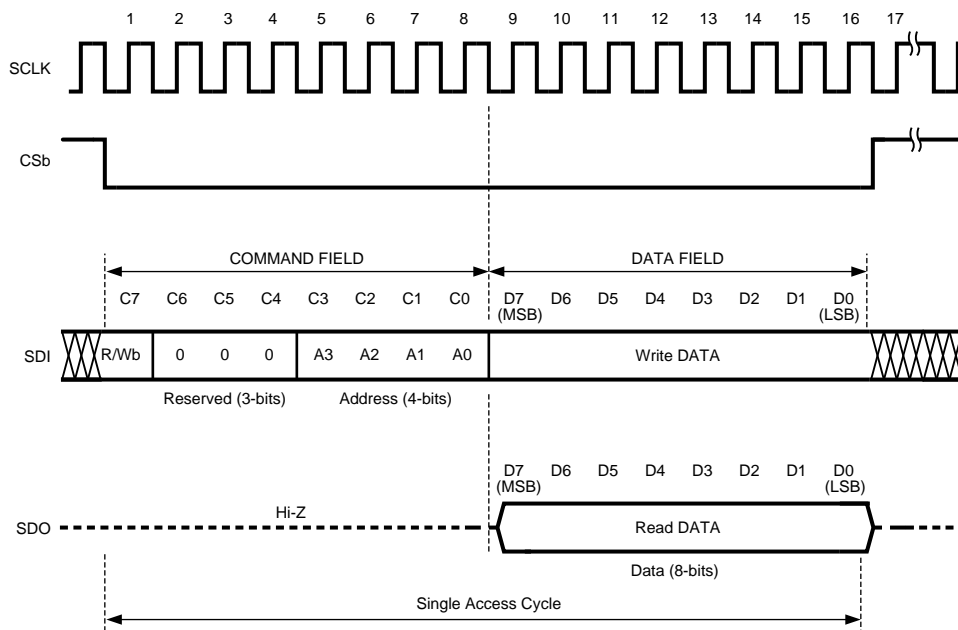 1 2 3 4 5 6 7 8 9 10 11 12 13 14 15 16 17
SCLK
CSb
COMMAND FIELD DATA FIELD
C7 C6 C5 C4 C3 C2 C1 C0 D7 D6 D5 D4 D3 D2 D1 D0
(MSB) (LSB)
SDI R/Wb 0 0 0 A3 A2 A1 A0 Write DATA
Reserved (3-bits) Address (4-bits)
D7 D6 D5 D4 D3 D2 D1 D0
(MSB) (LSB)
Hi-Z
SDO Read DATA
Data (8-bits)
Single Access Cycle